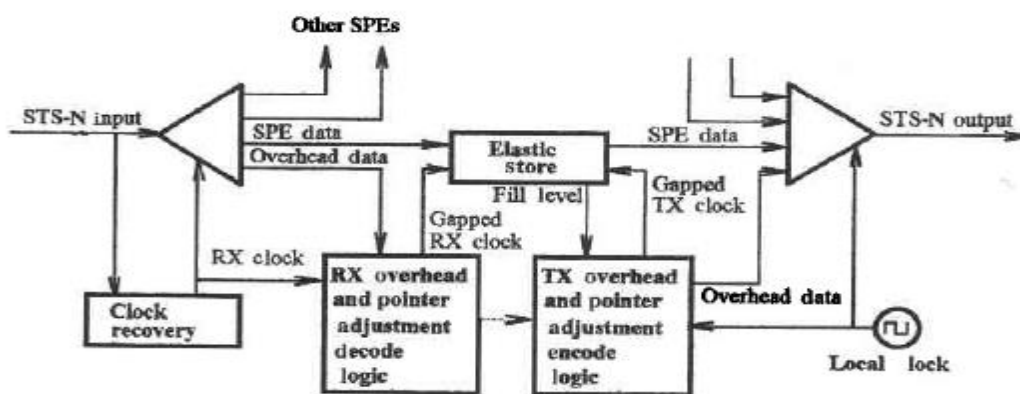 Other SPEs
STS-N input
SPE data
Overhead data
Elastic
store
SPE data
STS-N output
Fill level
Gapped
RX clock
Gapped
TX clock
RX clock
Clock
recovery
RX overhead
and pointer
adjustment
decode
logic
TX overhead
and pointer
adjustment
encode
logic
Overhead data
Local lock